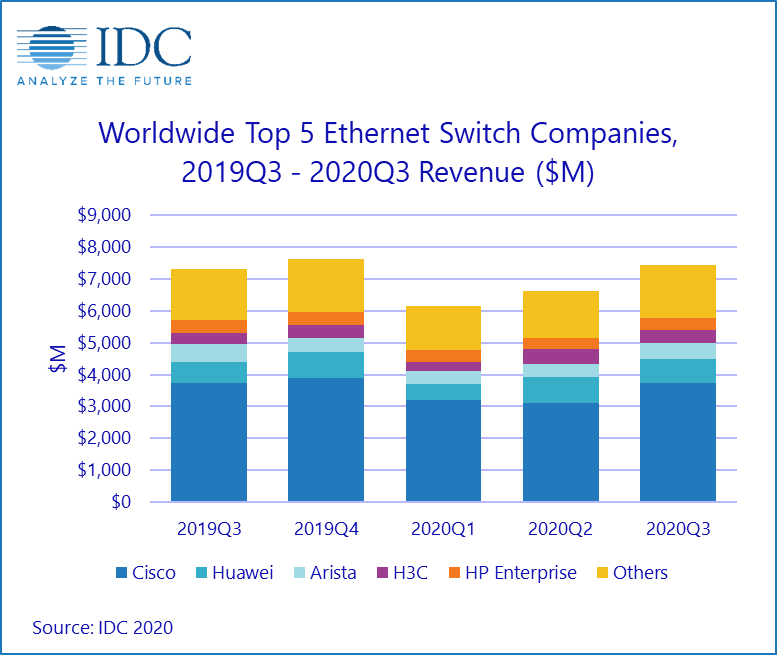 IDC
ANALYZE THE FUTURE
Worldwide Top 5 Ethernet Switch Companies,
2019Q3 - 2020Q3 Revenue ($M)
$9,000
$8,000
$7,000
$6,000
$5,000
$4,000
$3,000
$2,000
$1,000
$0
$M
2019Q3 2019Q4 2020Q1 2020Q2 2020Q3
Cisco Huawei Arista H3C HP Enterprise Others
Source: IDC 2020